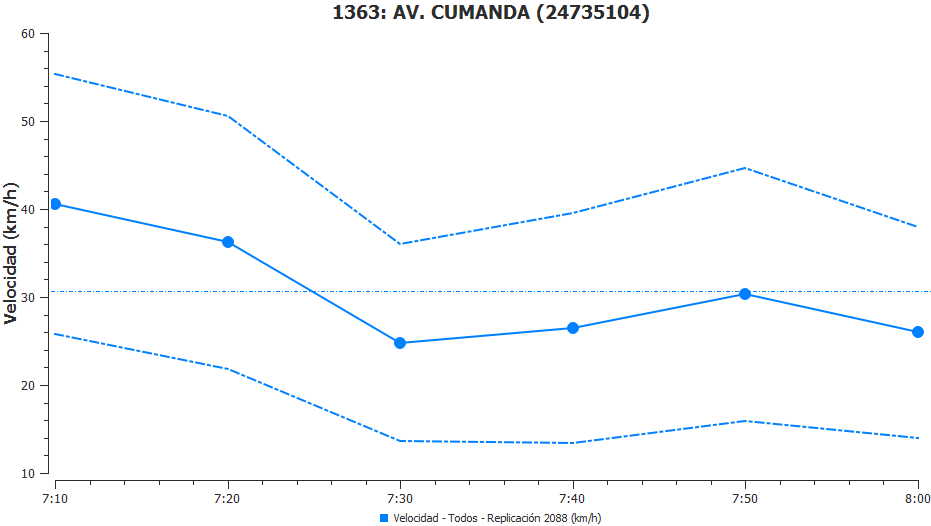 1363: AV. CUMANDA (24735104)
Velocidad (km/h)
60
50
40
30
20
10
7:10 7:20 7:30 7:40 7:50 8:00
Velocidad - Todos - Replicación 2088 (km/h)